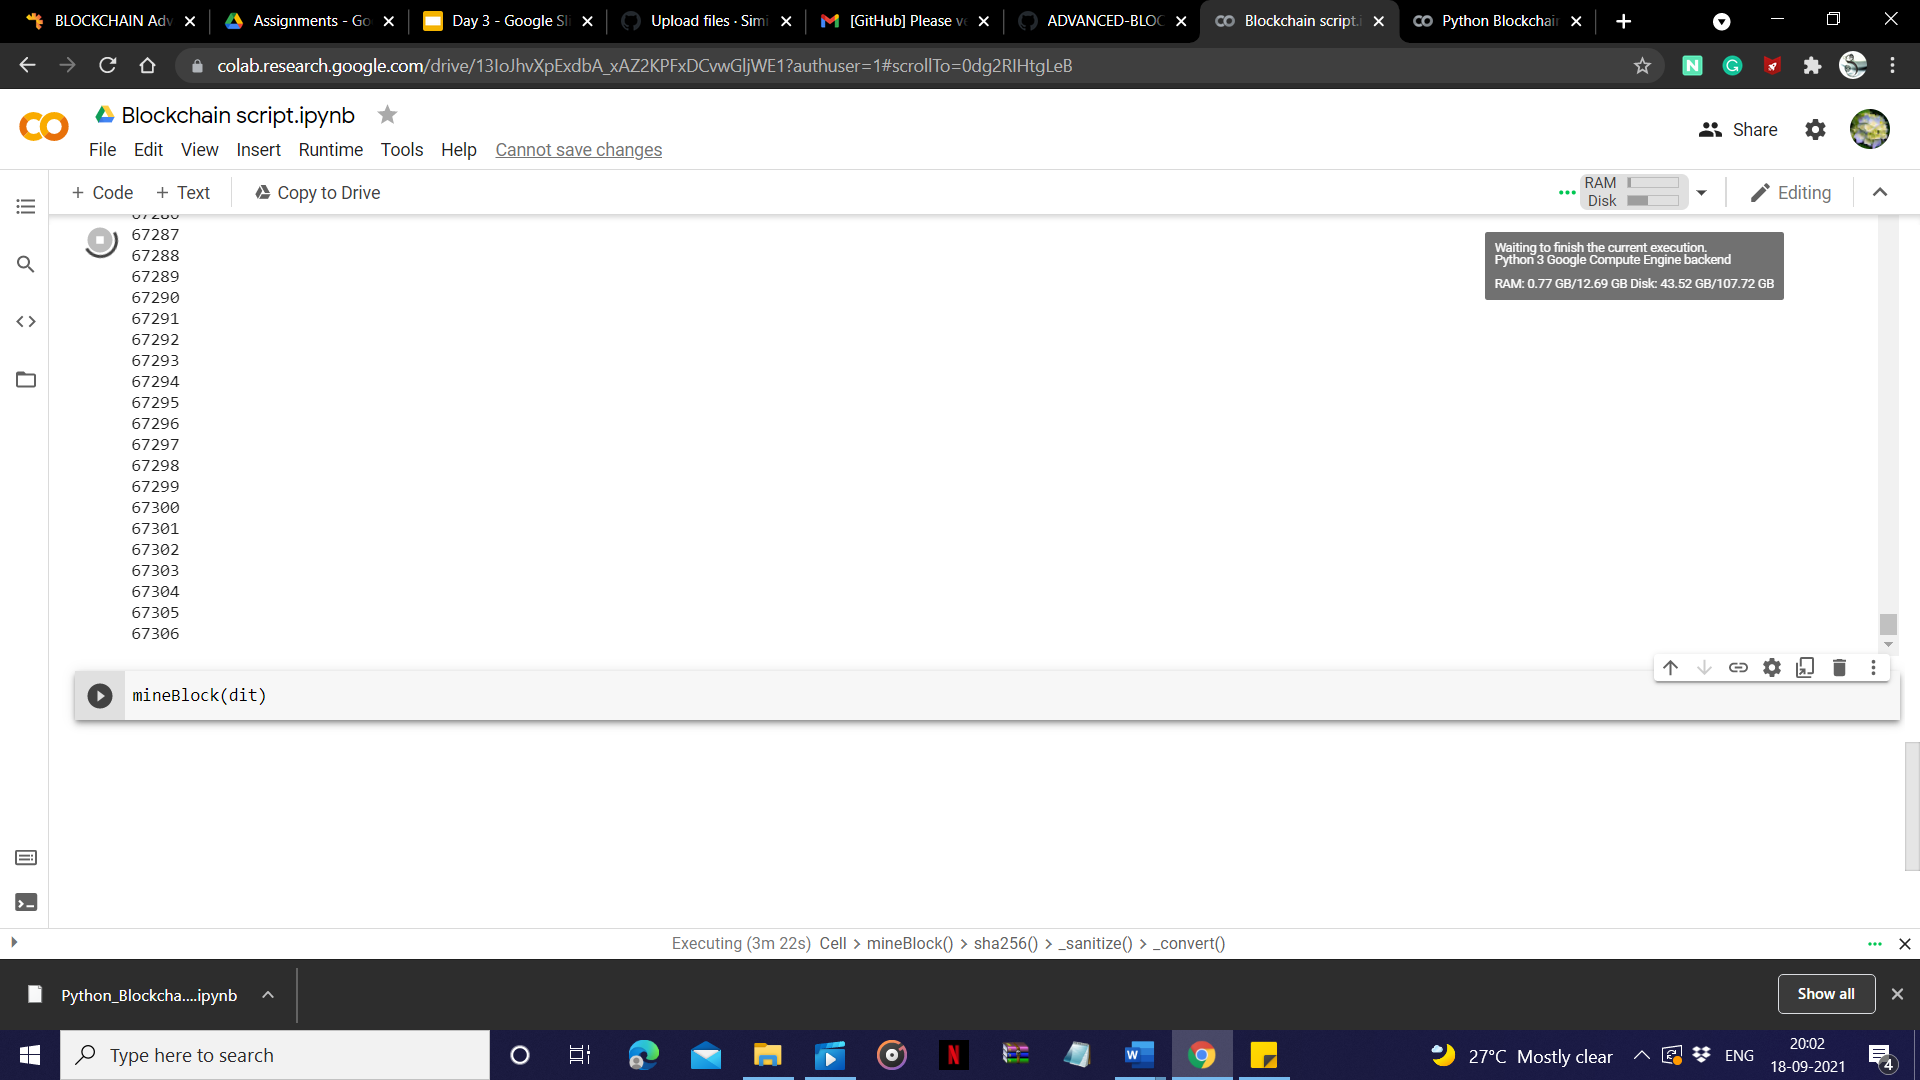 BLOCKCHAIN Adv
Assignments - Go
Day 3 - Google Sli
Upload files · Simi
[GitHub] Please ve
ADVANCED-BLOC
Blockchain script.i
Python Blockchain
colab.research.google.com/drive/13IoJhvXpExdbA_xAZ2KPFxDCvwGljWE1?authuser=1#scrollTo=0dg2RIHtgLeB
Blockchain script.ipynb
Share
File Edit View Insert Runtime Tools Help Cannot save changes
+ Code + Text Copy to Drive
RAM
Disk
Editing
67286
67287
67288
67289
67290
67291
67292
67293
67294
67295
67296
67297
67298
67299
67300
67301
67302
67303
67304
67305
67306
Waiting to finish the current execution.
Python 3 Google Compute Engine backend
RAM: 0.77 GB/12.69 GB Disk: 43.52 GB/107.72 GB
mineBlock(dit)
Executing (3m 22s) Cell > mineBlock() > sha256() > _sanitize() > _convert()
Python_Blockcha....ipynb
Show all
Type here to search
27°C Mostly clear
ENG
20:02
18-09-2021
4